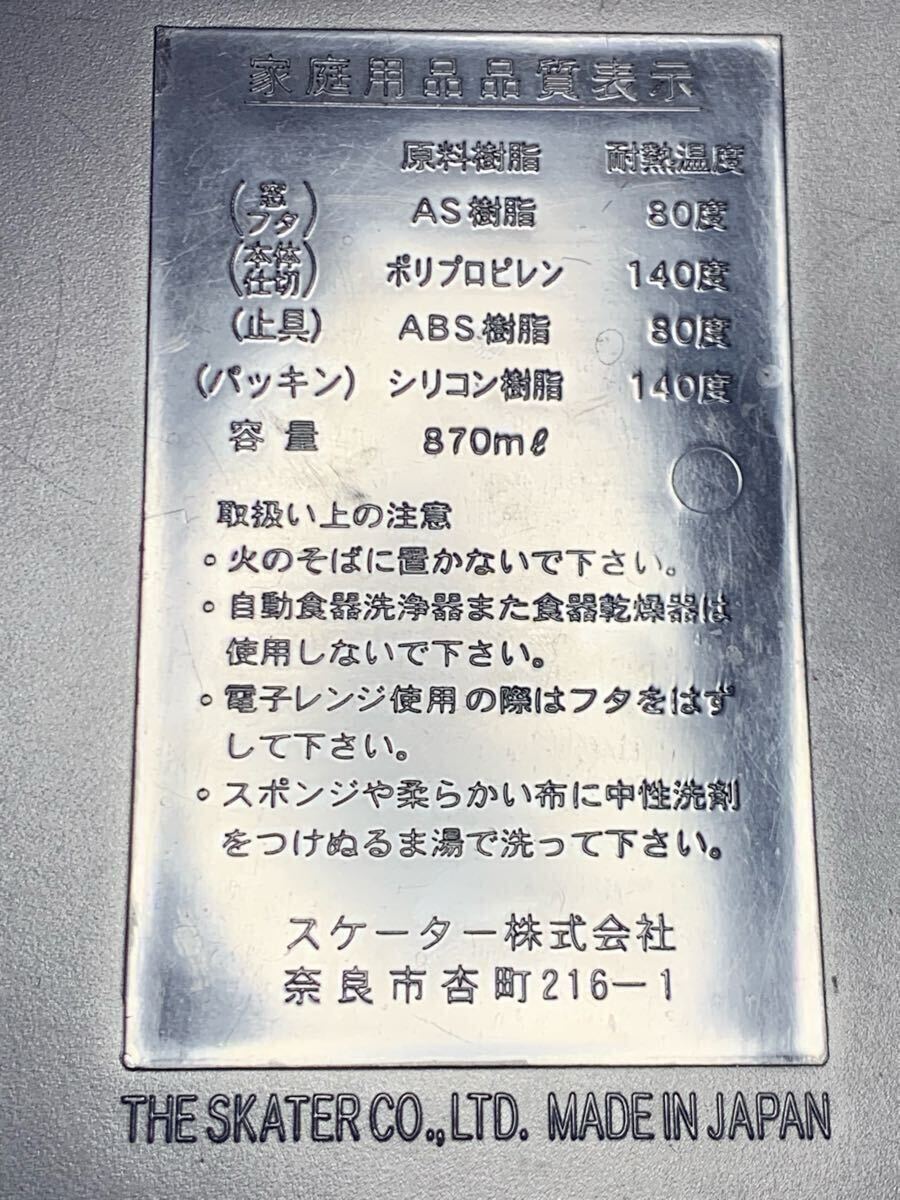 家庭用品品質表示
原料樹脂 耐熱温度
(窓フタ) AS樹脂 80度
(本体仕切) ポリプロピレン 140度
(止具) ABS樹脂 80度
(パッキン) シリコン樹脂 140度
容量 870mℓ
取扱い上の注意
・火のそばに置かないで下さい。
・自動食器洗浄器また食器乾燥器は
使用しないで下さい。
・電子レンジ使用の際はフタをはず
して下さい。
・スポンジや柔らかい布に中性洗剤
をつけぬるま湯で洗って下さい。
スケーター株式会社
奈良市杏町216-1
THE SKATER CO.,LTD. MADE IN JAPAN